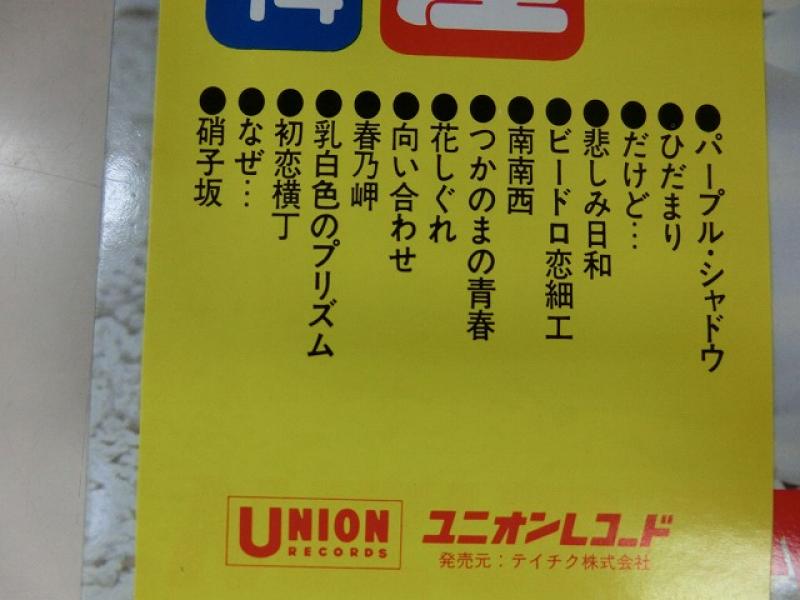 ●パープル・シャドウ
●ひだまり
●だけど…
●悲しみ日和
●ビードロ恋細工
●南南西
●つかのまの青春
●花しぐれ
●向い合わせ
●春乃岬
●乳白色のプリズム
●初恋横丁
●なぜ…
●硝子坂
UNION
RECORDS
ユニオンレコード
発売元：テイチク株式会社